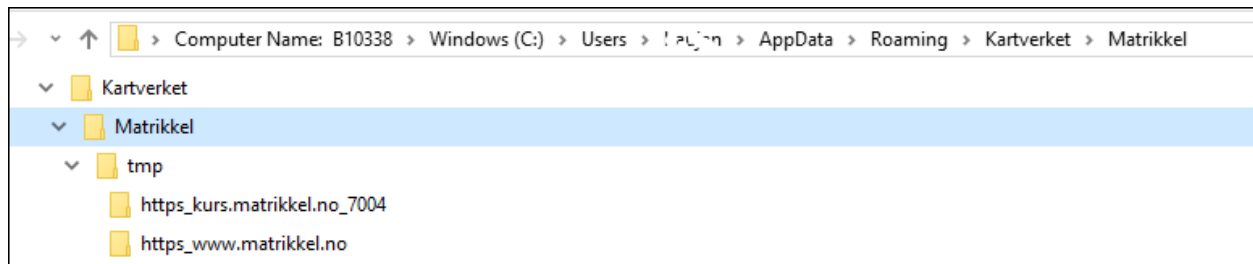 Computer Name: B10338 > Windows (C:) > Users > > AppData > Roaming > Kartverket > Matrikkel
Kartverket
Matrikkel
tmp
https_kurs.matrikkel.no_7004
https_www.matrikkel.no